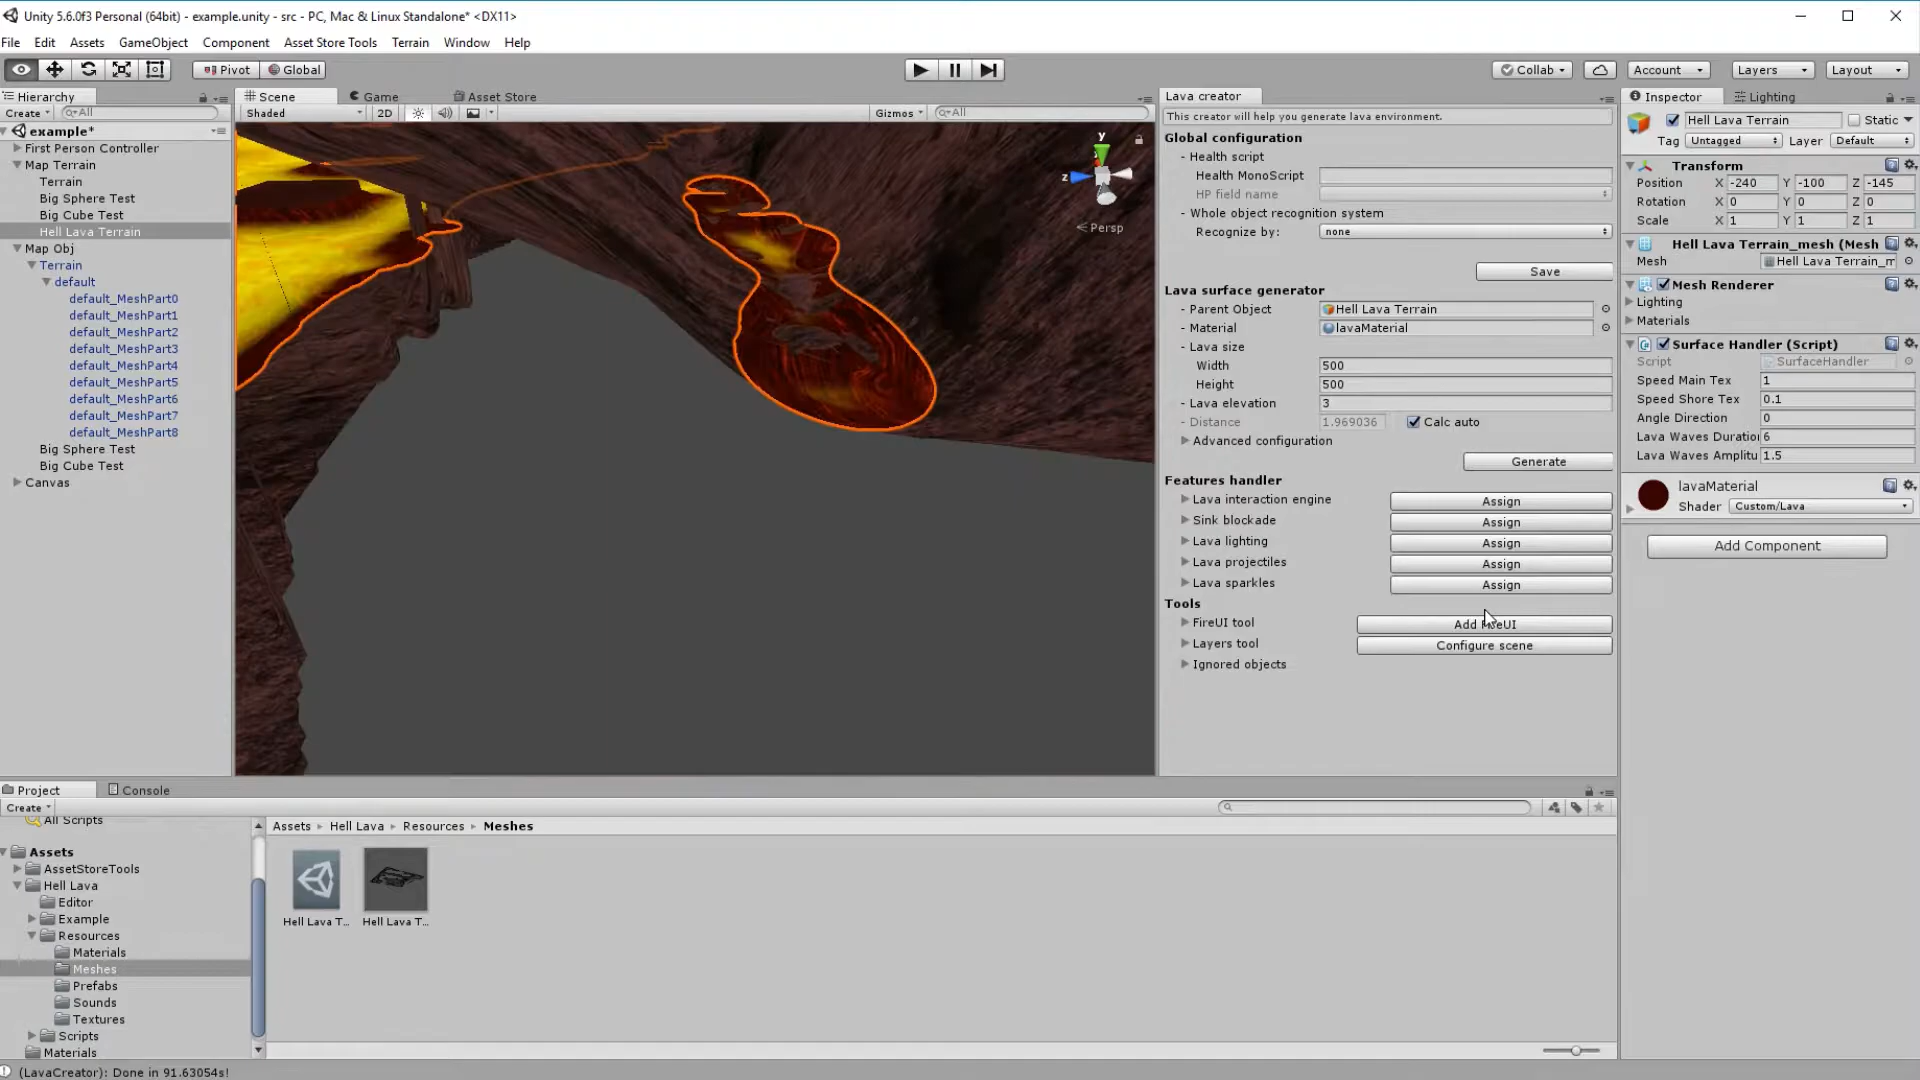 Unity 5.6.0f3 Personal (64bit) - example.unity - src - PC, Mac & Linux Standalone* <DX11>
File Edit Assets GameObject Component Asset Store Tools Terrain Window Help
Pivot Global Collab Account Layers Layout
Hierarchy
Create All
example*
First Person Controller
Map Terrain
Terrain
Big Sphere Test
Big Cube Test
Hell Lava Terrain
Map Obj
Terrain
default
default_MeshPart0
default_MeshPart1
default_MeshPart2
default_MeshPart3
default_MeshPart4
default_MeshPart5
default_MeshPart6
default_MeshPart7
default_MeshPart8
Big Sphere Test
Big Cube Test
Canvas
Scene Game Asset Store
Shaded 2D Gizmos All
y
z
Persp
Lava creator
This creator will help you generate lava environment.
Global configuration
- Health script
Health MonoScript
HP field name
- Whole object recognition system
Recognize by: none
Save
Lava surface generator
- Parent Object Hell Lava Terrain
- Material lavaMaterial
- Lava size
Width 500
Height 500
- Lava elevation 3
- Distance 1.969036 Calc auto
Advanced configuration
Generate
Features handler
Lava interaction engine Assign
Sink blockade Assign
Lava lighting Assign
Lava projectiles Assign
Lava sparkles Assign
Tools
FireUI tool Add FireUI
Layers tool Configure scene
Ignored objects
Inspector Lighting
Hell Lava Terrain Static
Tag Untagged Layer Default
Transform
Position X -240 Y -100 Z -145
Rotation X 0 Y 0 Z 0
Scale X 1 Y 1 Z 1
Hell Lava Terrain_mesh (Mesh
Mesh Hell Lava Terrain_m
Mesh Renderer
Lighting
Materials
Surface Handler (Script)
Script SurfaceHandler
Speed Main Tex 1
Speed Shore Tex 0.1
Angle Direction 0
Lava Waves Duratio 6
Lava Waves Amplitu 1.5
lavaMaterial
Shader Custom/Lava
Add Component
Project Console
Create
All Scripts
Assets
AssetStoreTools
Hell Lava
Editor
Example
Resources
Materials
Meshes
Prefabs
Sounds
Textures
Scripts
Materials
Assets Hell Lava Resources Meshes
Hell Lava T... Hell Lava T...
(LavaCreator): Done in 91.63054s!